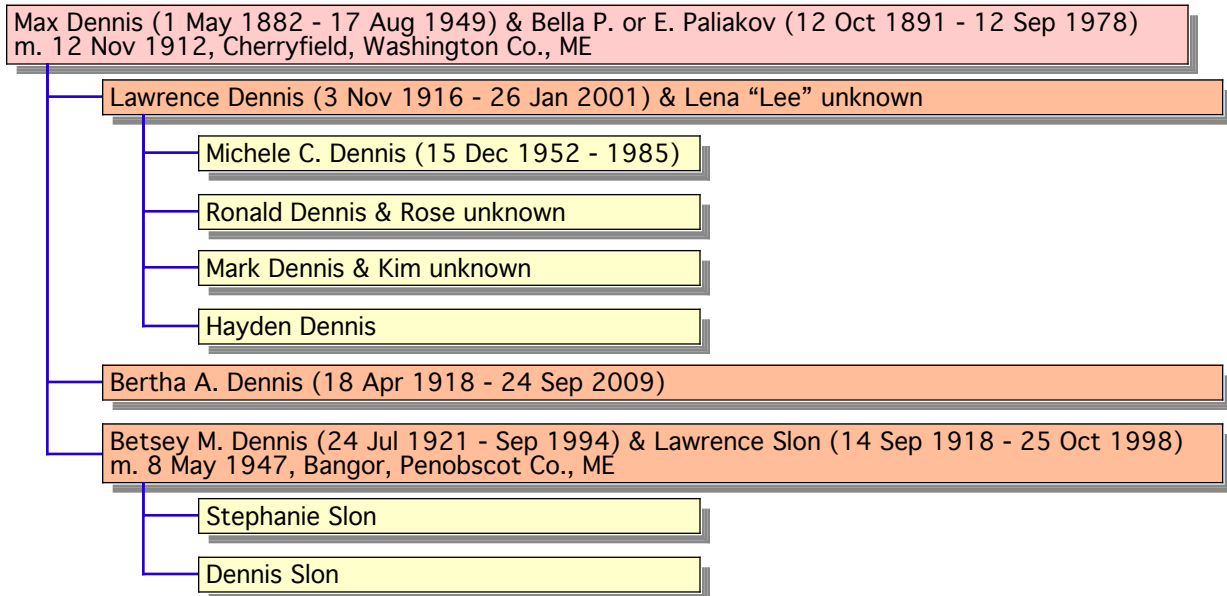 Max Dennis (1 May 1882 - 17 Aug 1949) & Bella P. or E. Paliakov (12 Oct 1891 - 12 Sep 1978)
m. 12 Nov 1912, Cherryfield, Washington Co., ME
Lawrence Dennis (3 Nov 1916 - 26 Jan 2001) & Lena “Lee” unknown
Michele C. Dennis (15 Dec 1952 - 1985)
Ronald Dennis & Rose unknown
Mark Dennis & Kim unknown
Hayden Dennis
Bertha A. Dennis (18 Apr 1918 - 24 Sep 2009)
Betsey M. Dennis (24 Jul 1921 - Sep 1994) & Lawrence Slon (14 Sep 1918 - 25 Oct 1998)
m. 8 May 1947, Bangor, Penobscot Co., ME
Stephanie Slon
Dennis Slon